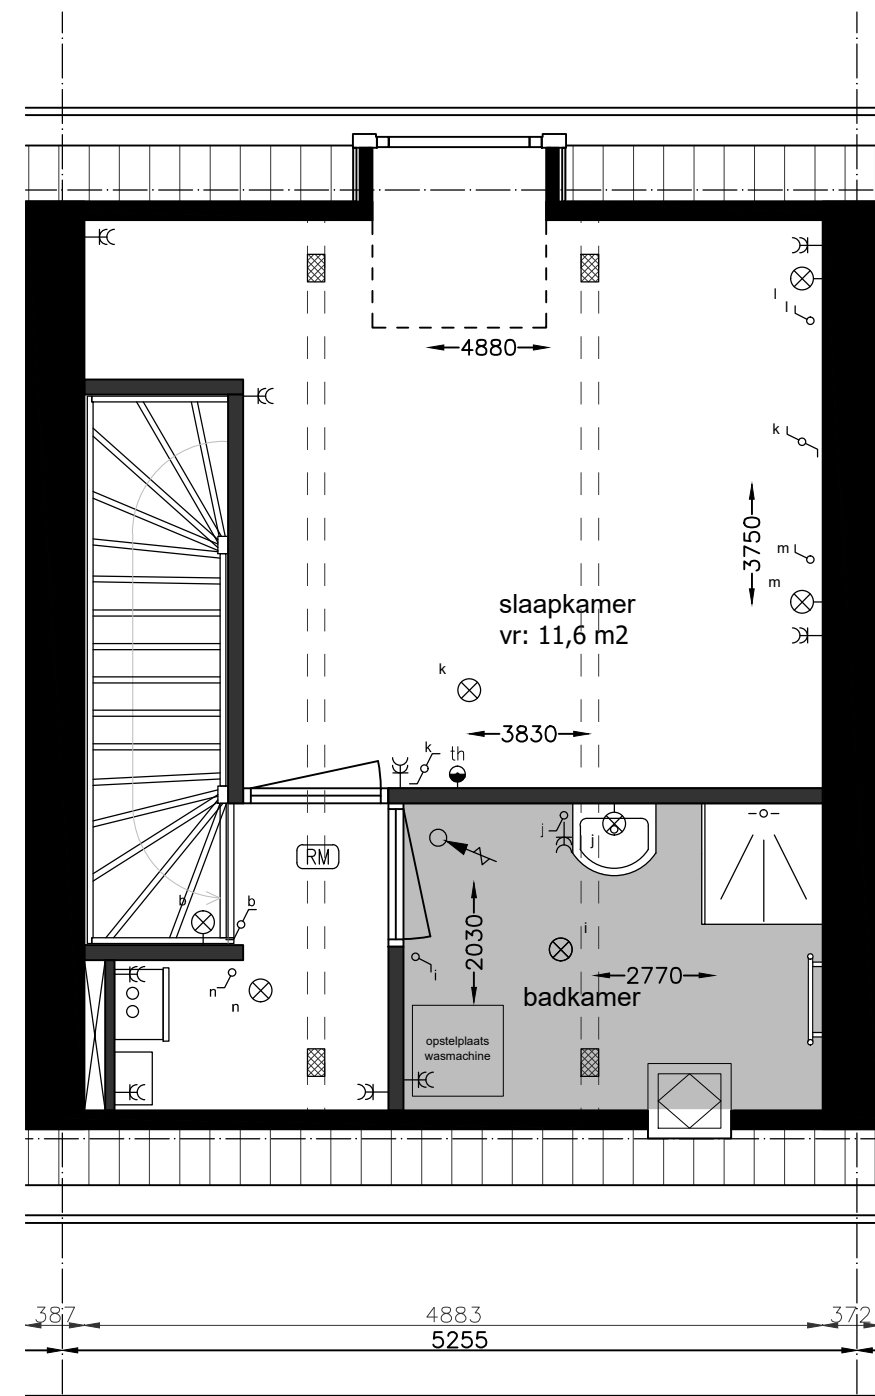 4880
l
l
k
3750
m
m
slaapkamer
vr: 11,6 m2
k
3830
k
th
RM
j
j
b
b
i
2030
i
2770
n
n
badkamer
opstelplaats
wasmachine
387
4883
372
5255